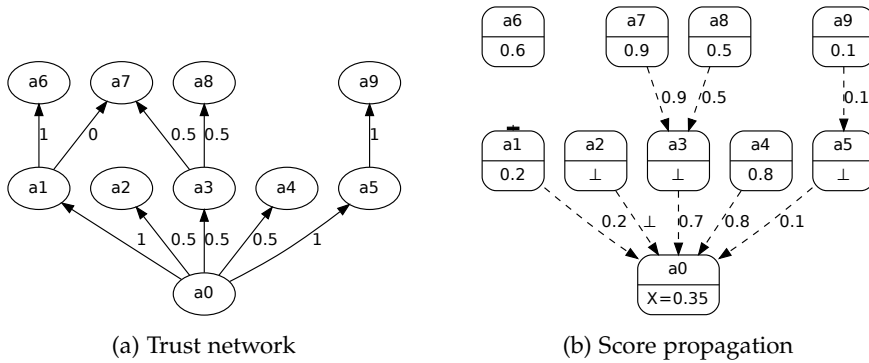 a6 a7 a8 a9
1 0 0.5 0.5 1
a1 a2 a3 a4 a5
1 0.5 0.5 0.5 1
a0
(a) Trust network
a6 a7 a8 a9
0.6 0.9 0.5 0.1
0.9 0.5 0.1
a1 a2 a3 a4 a5
0.2 ⊥ ⊥ 0.8 ⊥
0.2 ⊥ 0.7 0.8 0.1
a0
X=0.35
(b) Score propagation